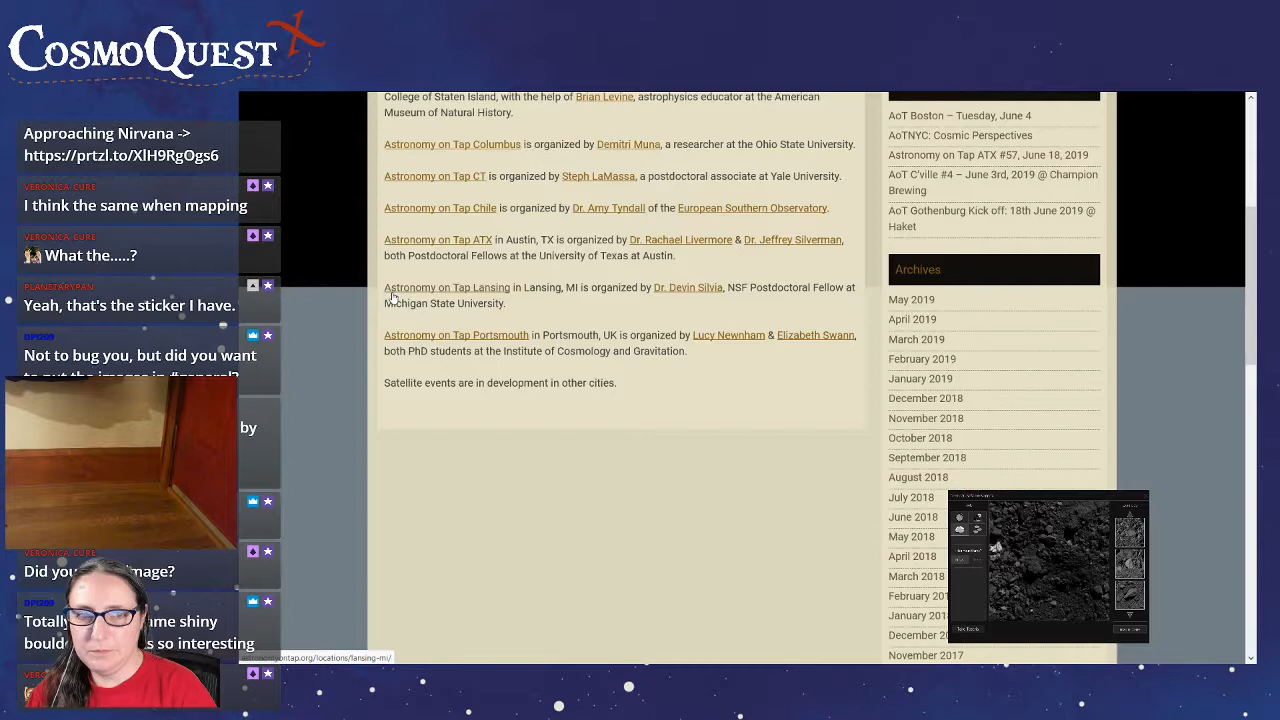 CosmoQuest X
Approaching Nirvana ->
https://prtzl.to/XlH9RgOgs6
VERONICA_CURE
I think the same when mapping
VERONICA_CURE
What the.....?
PLANETARYPAN
Yeah, that's the sticker I have.
DPI209
Not to bug you, but did you want
by
VERONICA_CURE
DPI209
College of Staten Island, with the help of Brian Levine, astrophysics educator at the American
Museum of Natural History.
Astronomy on Tap Columbus is organized by Demitri Muna, a researcher at the Ohio State University.
Astronomy on Tap CT is organized by Steph LaMassa, a postdoctoral associate at Yale University.
Astronomy on Tap Chile is organized by Dr. Amy Tyndall of the European Southern Observatory.
Astronomy on Tap ATX in Austin, TX is organized by Dr. Rachael Livermore & Dr. Jeffrey Silverman,
both Postdoctoral Fellows at the University of Texas at Austin.
Astronomy on Tap Lansing in Lansing, MI is organized by Dr. Devin Silvia, NSF Postdoctoral Fellow at
Michigan State University.
Astronomy on Tap Portsmouth in Portsmouth, UK is organized by Lucy Newnham & Elizabeth Swann,
both PhD students at the Institute of Cosmology and Gravitation.
Satellite events are in development in other cities.
astronomyontap.org/locations/lansing-mi/
AoT Boston – Tuesday, June 4
AoTNYC: Cosmic Perspectives
Astronomy on Tap ATX #57, June 18, 2019
AoT C'ville #4 – June 3rd, 2019 @ Champion
Brewing
AoT Gothenburg Kick off: 18th June 2019 @
Haket
Archives
May 2019
April 2019
March 2019
February 2019
January 2019
December 2018
November 2018
October 2018
September 2018
August 2018
July 2018
June 2018
May 2018
April 2018
March 2018
November 2017